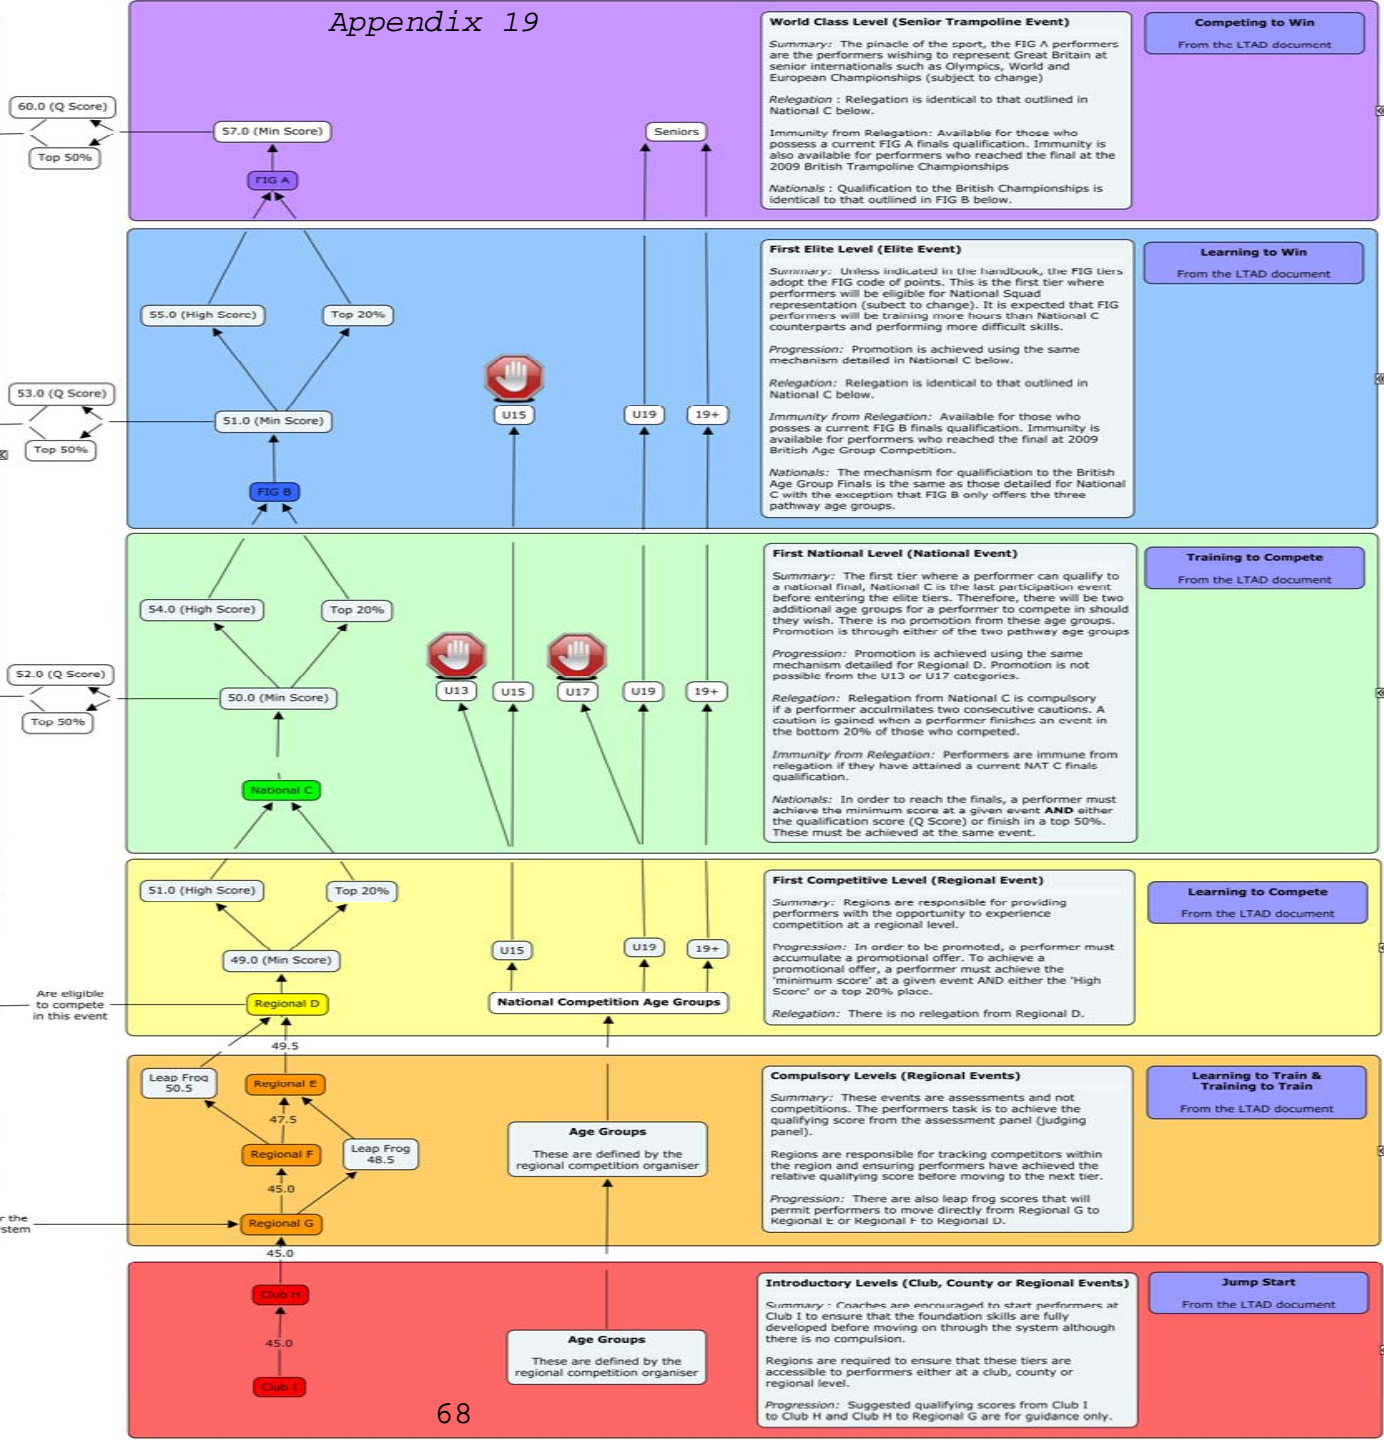 Appendix 19
60.0 (Q Score)
Top 50%
57.0 (Min Score)
FIG A
Seniors
World Class Level (Senior Trampoline Event)
Summary: The pinacle of the sport, the FIG A performers
are the performers wishing to represent Great Britain at
senior internationals such as Olympics, World and
European Championships (subject to change)
Relegation : Relegation is identical to that outlined in
National C below.
Immunity from Relegation: Available for those who
possess a current FIG A finals qualification. Immunity is
also available for performers who reached the final at the
2009 British Trampoline Championships
Nationals : Qualification to the British Championships is
identical to that outlined in FIG B below.
Competing to Win
From the LTAD document
55.0 (High Score)
Top 20%
53.0 (Q Score)
Top 50%
51.0 (Min Score)
FIG B
U15
U19
19+
First Elite Level (Elite Event)
Summary: Unless indicated in the handbook, the FIG tiers
adopt the FIG code of points. This is the first tier where
performers will be eligible for National Squad
representation (subect to change). It is expected that FIG
performers will be training more hours than National C
counterparts and performing more difficult skills.
Progression: Promotion is achieved using the same
mechanism detailed in National C below.
Relegation: Relegation is identical to that outlined in
National C below.
Immunity from Relegation: Available for those who
posses a current FIG B finals qualification. Immunity is
available for performers who reached the final at 2009
British Age Group Competition.
Nationals: The mechanism for qualificiation to the British
Age Group Finals is the same as those detailed for National
C with the exception that FIG B only offers the three
pathway age groups.
Learning to Win
From the LTAD document
54.0 (High Score)
Top 20%
52.0 (Q Score)
Top 50%
50.0 (Min Score)
National C
U13
U15
U17
U19
19+
First National Level (National Event)
Summary: The first tier where a performer can qualify to
a national final, National C is the last participation event
before entering the elite tiers. Therefore, there will be two
additional age groups for a performer to compete in should
they wish. There is no promotion from these age groups.
Promotion is through either of the two pathway age groups
Progression: Promotion is achieved using the same
mechanism detailed for Regional D. Promotion is not
possible from the U13 or U17 categories.
Relegation: Relegation from National C is compulsory
if a performer acculmilates two consecutive cautions. A
caution is gained when a performer finishes an event in
the bottom 20% of those who competed.
Immunity from Relegation: Performers are immune from
relegation if they have attained a current NAT C finals
qualification.
Nationals: In order to reach the finals, a performer must
achieve the minimum score at a given event AND either
the qualification score (Q Score) or finish in a top 50%.
These must be achieved at the same event.
Training to Compete
From the LTAD document
51.0 (High Score)
Top 20%
49.0 (Min Score)
Regional D
Are eligible
to compete
in this event
U15
U19
19+
National Competition Age Groups
First Competitive Level (Regional Event)
Summary: Regions are responsible for providing
performers with the opportunity to experience
competition at a regional level.
Progression: In order to be promoted, a performer must
accumulate a promotional offer. To achieve a
promotional offer, a performer must achieve the
'minimum score' at a given event AND either the 'High
Score' or a top 20% place.
Relegation: There is no relegation from Regional D.
Learning to Compete
From the LTAD document
49.5
Leap Frog
50.5
Regional E
47.5
Regional F
Leap Frog
48.5
45.0
Regional G
r the
stem
45.0
Age Groups
These are defined by the
regional competition organiser
Compulsory Levels (Regional Events)
Summary: These events are assessments and not
competitions. The performers task is to achieve the
qualifying score from the assessment panel (judging
panel).
Regions are responsible for tracking competitors within
the region and ensuring performers have achieved the
relative qualifying score before moving to the next tier.
Progression: There are also leap frog scores that will
permit performers to move directly from Regional G to
Regional E or Regional F to Regional D.
Learning to Train &
Training to Train
From the LTAD document
Club H
45.0
Club I
Age Groups
These are defined by the
regional competition organiser
Introductory Levels (Club, County or Regional Events)
Summary : Coaches are encouraged to start performers at
Club I to ensure that the foundation skills are fully
developed before moving on through the system although
there is no compulsion.
Regions are required to ensure that these tiers are
accessible to performers either at a club, county or
regional level.
Progression: Suggested qualifying scores from Club I
to Club H and Club H to Regional G are for guidance only.
Jump Start
From the LTAD document
68